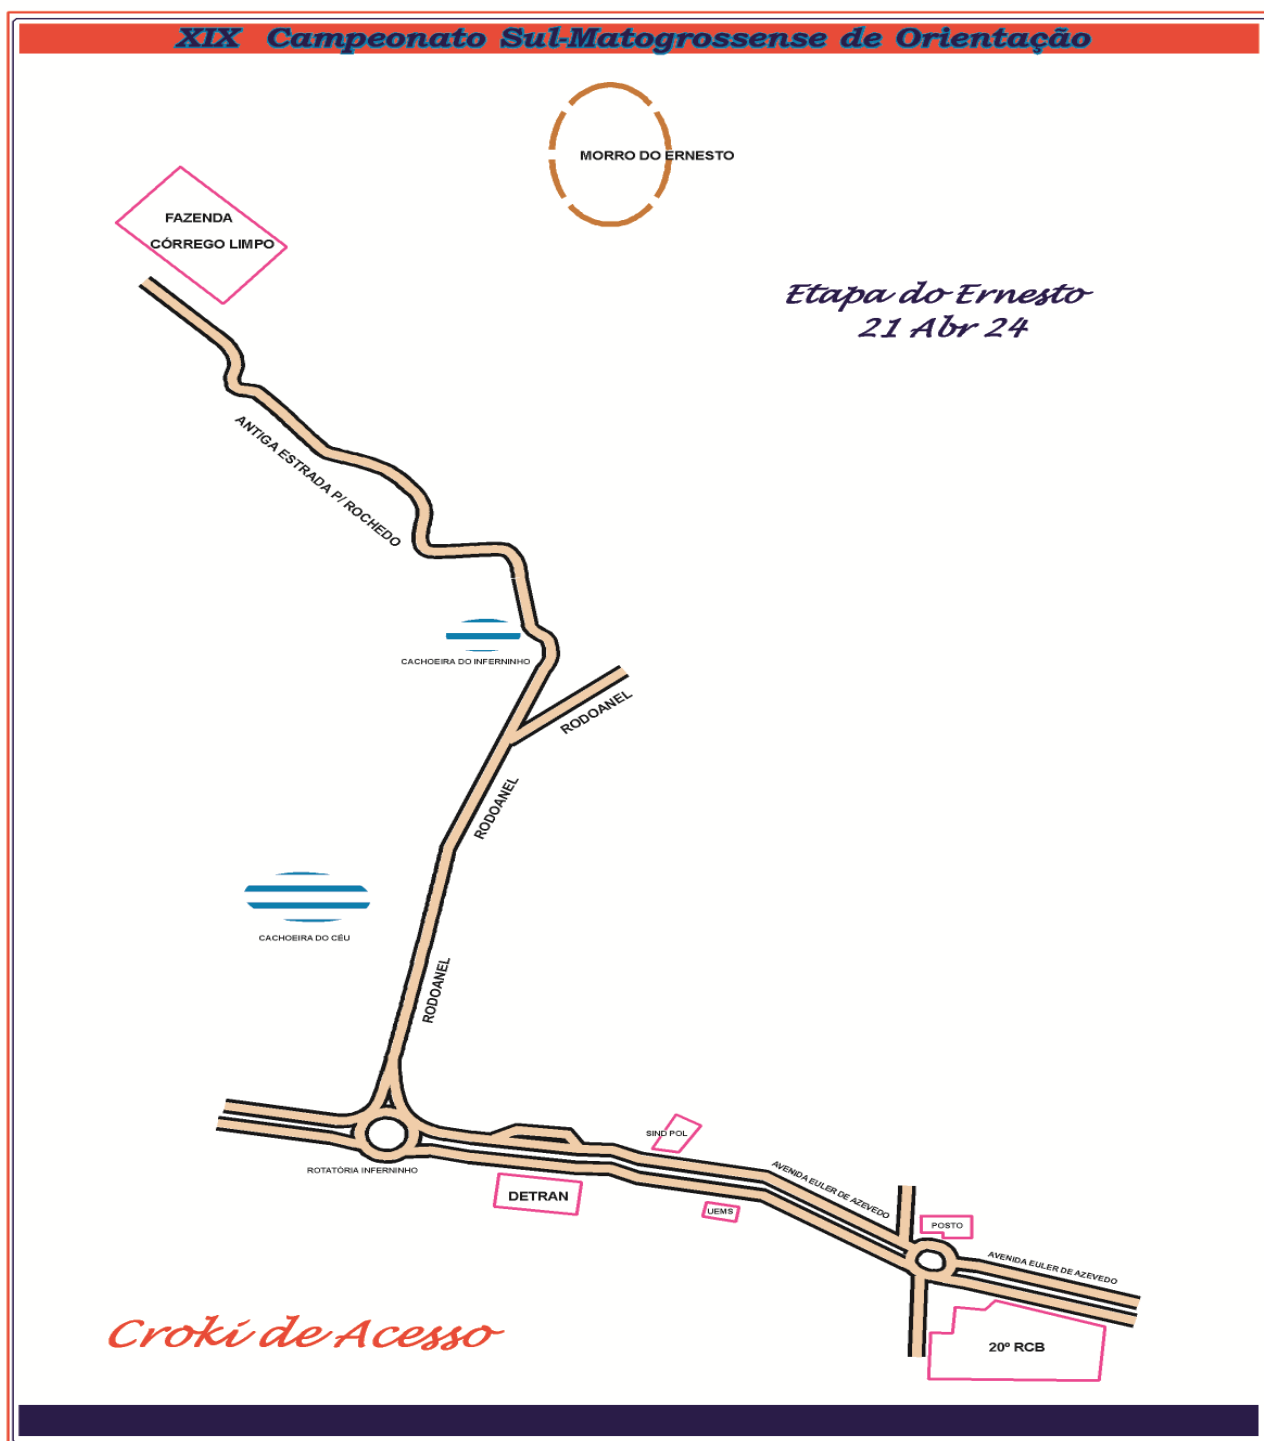 XIX Campeonato Sul-Matogrossense de Orientação
MORRO DO ERNESTO
FAZENDA
CÓRREGO LIMPO
Etapa do Ernesto
21 Abr 24
ANTIGA ESTRADA P/ ROCHEDO
CACHOEIRA DO INFERNINHO
RODOANEL
RODOANEL
CACHOEIRA DO CÉU
RODOANEL
SIND POL
ROTATÓRIA INFERNINHO
DETRAN
UEMS
AVENIDA EULER DE AZEVEDO
POSTO
AVENIDA EULER DE AZEVEDO
Croki de Acesso
20º RCB